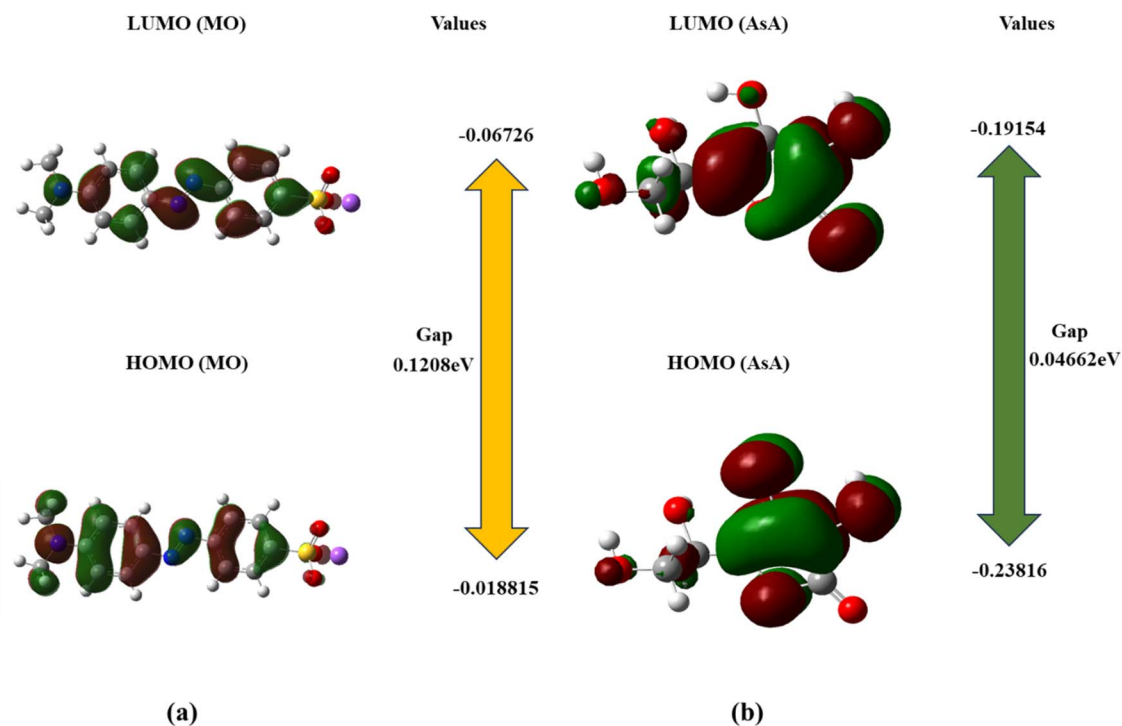 LUMO (MO) Values LUMO (AsA) Values
-0.06726 -0.19154
Gap Gap
0.1208eV 0.04662eV
HOMO (MO) HOMO (AsA)
-0.018815 -0.23816
(a) (b)